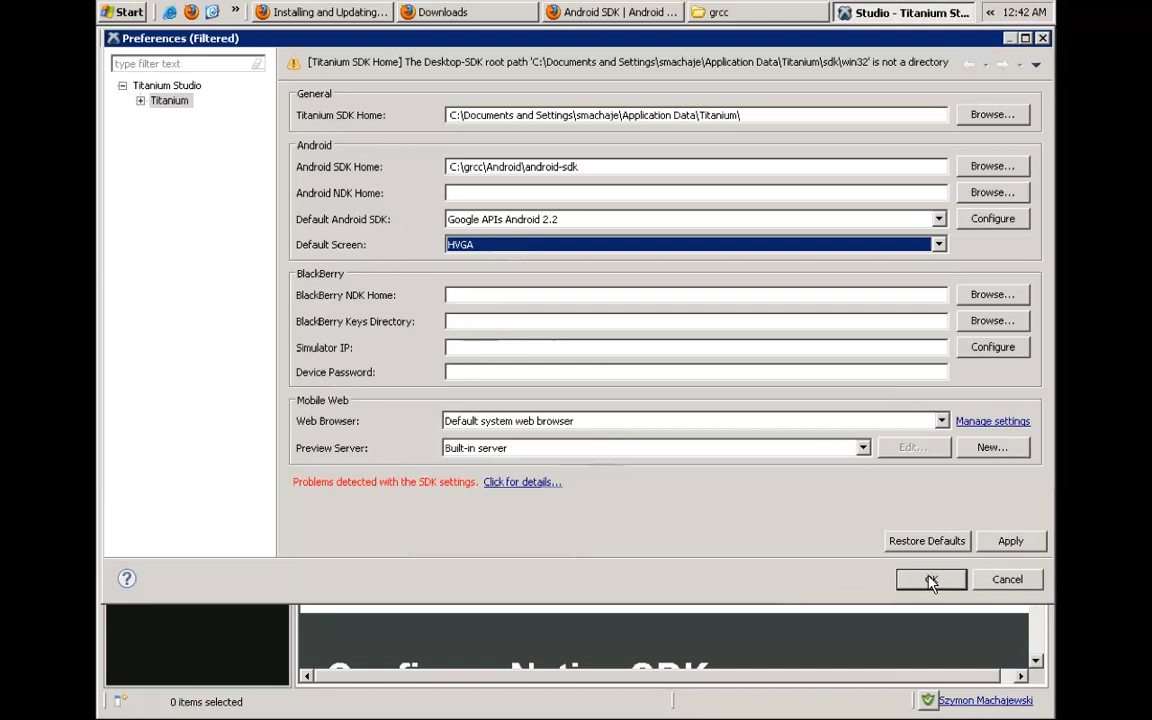 Start
»
Installing and Updating...
Downloads
Android SDK | Android ...
grcc
Studio - Titanium St...
«
12:42 AM
Preferences (Filtered)
type filter text
Titanium Studio
Titanium
[Titanium SDK Home] The Desktop-SDK root path 'C:\Documents and Settings\smachaje\Application Data\Titanium\sdk\win32' is not a directory
General
Titanium SDK Home: C:\Documents and Settings\smachaje\Application Data\Titanium\ Browse...
Android
Android SDK Home: C:\grcc\Android\android-sdk Browse...
Android NDK Home: Browse...
Default Android SDK: Google APIs Android 2.2 Configure
Default Screen: HVGA
BlackBerry
BlackBerry NDK Home: Browse...
BlackBerry Keys Directory: Browse...
Simulator IP: Configure
Device Password:
Mobile Web
Web Browser: Default system web browser Manage settings
Preview Server: Built-in server Edit... New...
Problems detected with the SDK settings. Click for details...
Restore Defaults Apply
? OK Cancel
0 items selected
Szymon Machajewski